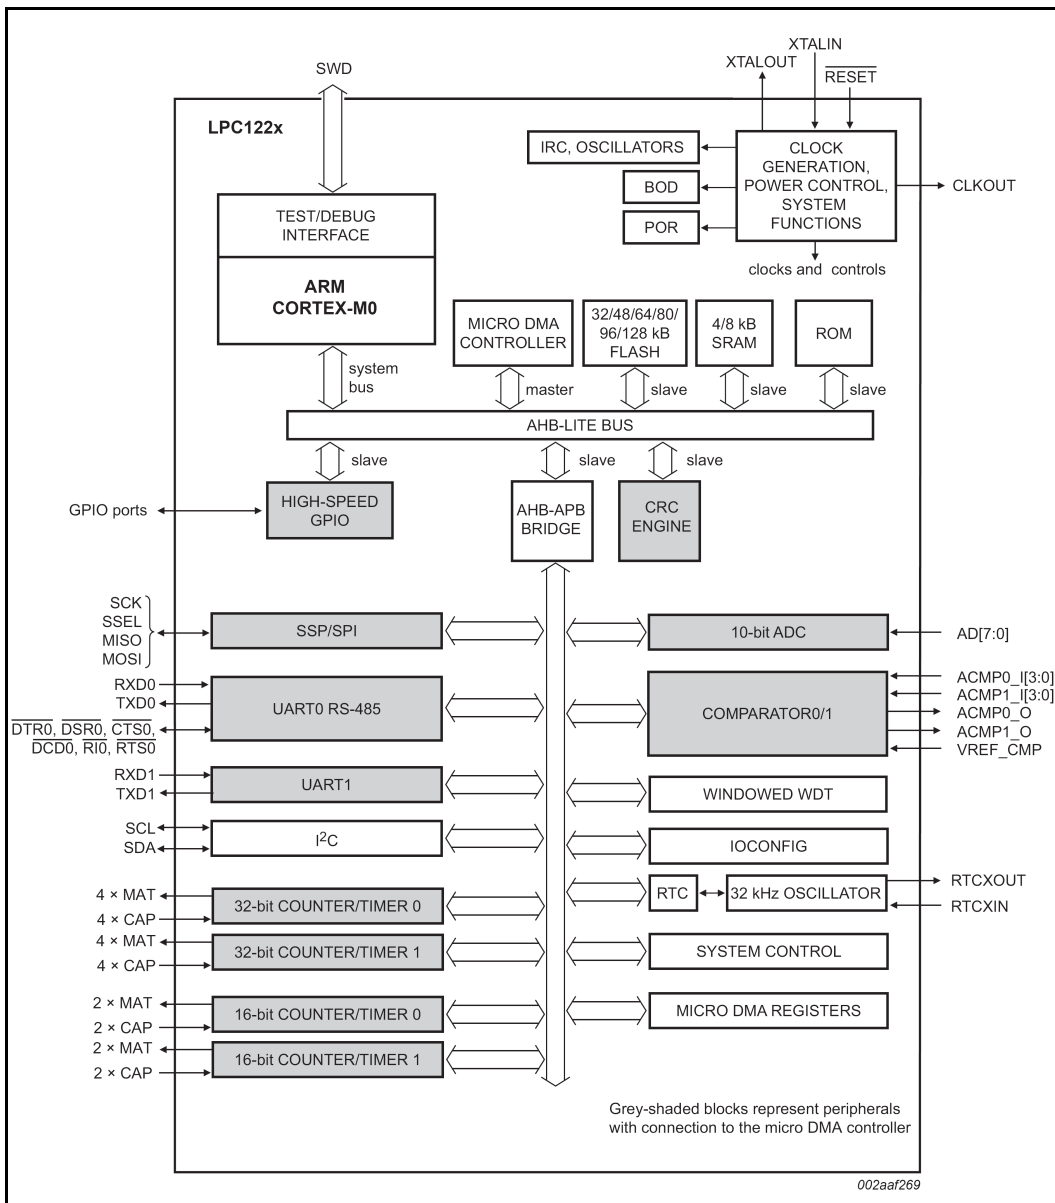 SWD
XTALIN
XTALOUT
RESET
LPC122x
IRC, OSCILLATORS
BOD
POR
CLOCK
GENERATION,
POWER CONTROL,
SYSTEM
FUNCTIONS
CLKOUT
clocks and controls
TEST/DEBUG
INTERFACE
ARM
CORTEX-M0
system
bus
MICRO DMA
CONTROLLER
master
32/48/64/80/
96/128 kB
FLASH
slave
4/8 kB
SRAM
slave
ROM
slave
AHB-LITE BUS
slave
slave
slave
GPIO ports
HIGH-SPEED
GPIO
AHB-APB
BRIDGE
CRC
ENGINE
SCK
SSEL
MISO
MOSI
SSP/SPI
RXD0
TXD0
DTR0, DSR0, CTS0,
DCD0, RI0, RTS0
UART0 RS-485
RXD1
TXD1
UART1
SCL
SDA
I2C
4 × MAT
4 × CAP
32-bit COUNTER/TIMER 0
4 × MAT
4 × CAP
32-bit COUNTER/TIMER 1
2 × MAT
2 × CAP
16-bit COUNTER/TIMER 0
2 × MAT
2 × CAP
16-bit COUNTER/TIMER 1
10-bit ADC
AD[7:0]
COMPARATOR0/1
ACMP0_I[3:0]
ACMP1_I[3:0]
ACMP0_O
ACMP1_O
VREF_CMP
WINDOWED WDT
IOCONFIG
RTC
32 kHz OSCILLATOR
RTCXOUT
RTCXIN
SYSTEM CONTROL
MICRO DMA REGISTERS
Grey-shaded blocks represent peripherals
with connection to the micro DMA controller
002aaf269